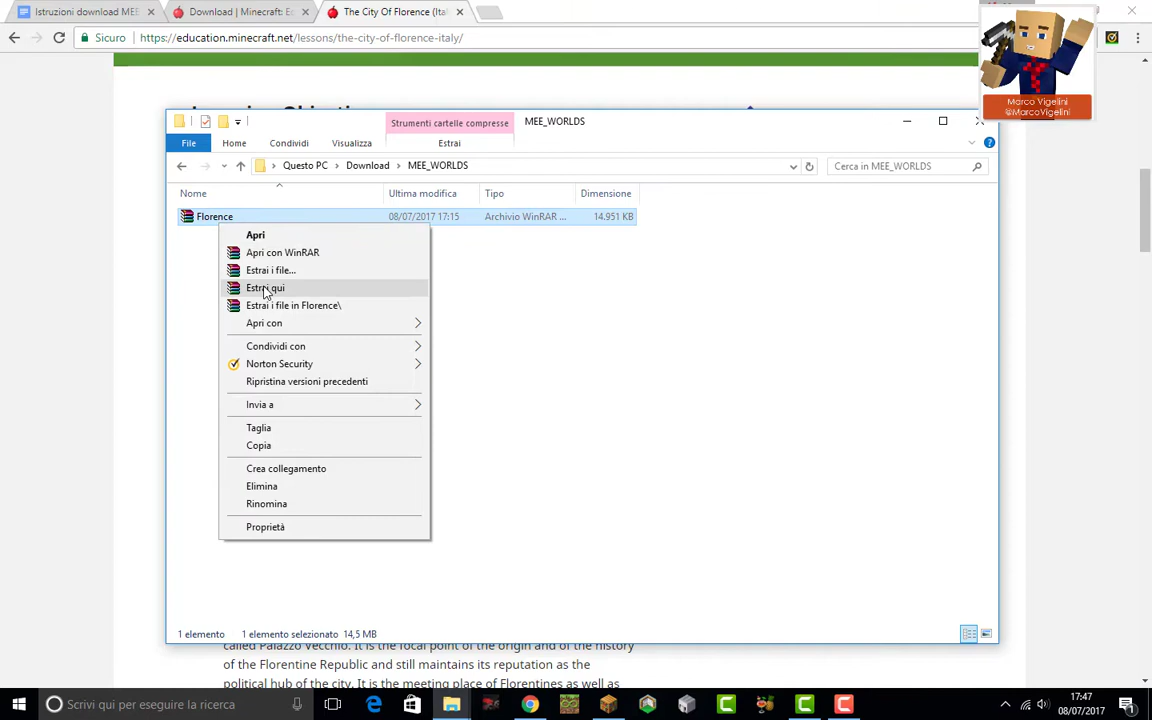 Istruzioni download MEE
Download | Minecraft: Ed
The City Of Florence (Ita
Sicuro
https://education.minecraft.net/lessons/the-city-of-florence-italy/
Marco Vigelini
@MarcoVigelini
Strumenti cartelle compresse
MEE_WORLDS
File
Home
Condividi
Visualizza
Estrai
Questo PC
Download
MEE_WORLDS
Cerca in MEE_WORLDS
Nome
Ultima modifica
Tipo
Dimensione
Florence
08/07/2017 17:15
Archivio WinRAR ...
14.951 KB
Apri
Apri con WinRAR
Estrai i file...
Estrai qui
Estrai i file in Florence\
Apri con
Condividi con
Norton Security
Ripristina versioni precedenti
Invia a
Taglia
Copia
Crea collegamento
Elimina
Rinomina
Proprietà
1 elemento
1 elemento selezionato 14,5 MB
called Palazzo Vecchio. It is the focal point of the origin and of the history
of the Florentine Republic and still maintains its reputation as the
political hub of the city. It is the meeting place of Florentines as well as
Scrivi qui per eseguire la ricerca
17:47
08/07/2017